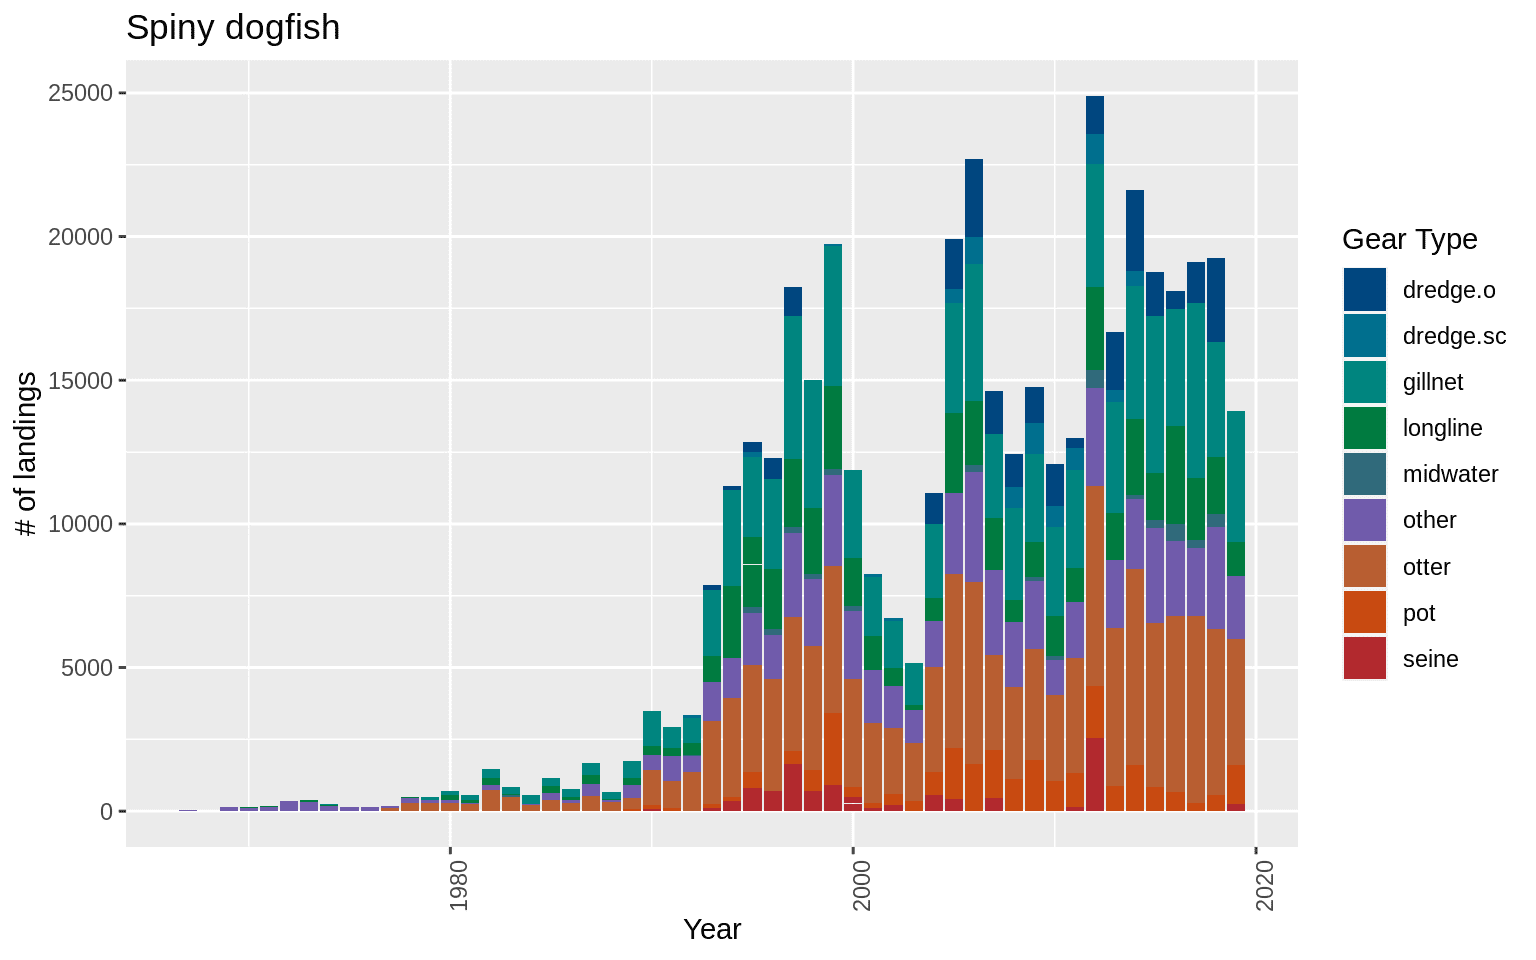 Spiny dogfish
25000
20000
15000
10000
5000
0
# of landings
1980
2000
2020
Year
Gear Type
dredge.o
dredge.sc
gillnet
longline
midwater
other
otter
pot
seine